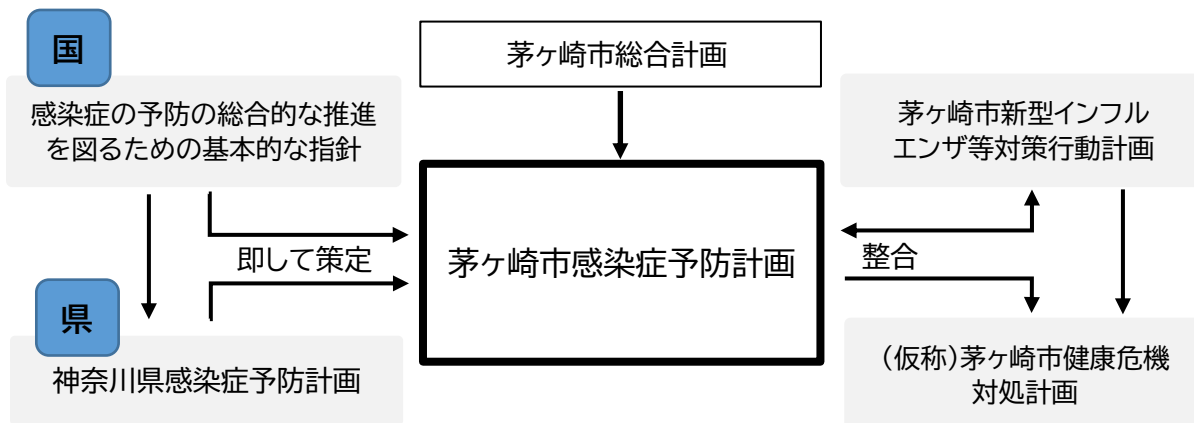 国
感染症の予防の総合的な推進
を図るための基本的な指針
茅ヶ崎市総合計画
茅ヶ崎市新型インフル
エンザ等対策行動計画
即して策定
茅ヶ崎市感染症予防計画
整合
県
神奈川県感染症予防計画
（仮称）茅ヶ崎市健康危機
対処計画